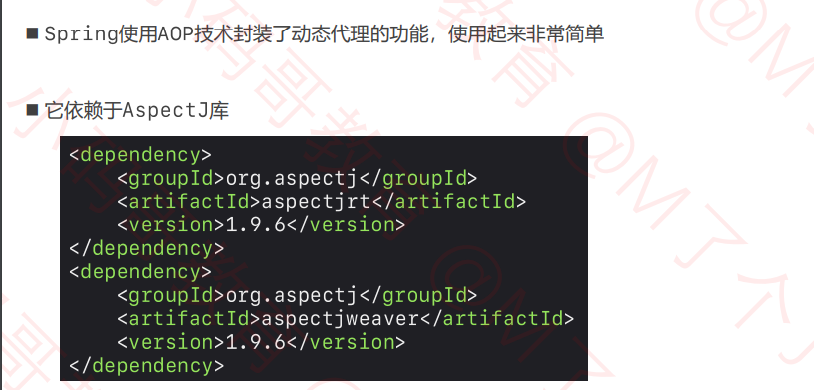 Spring使用AOP技术封装了动态代理的功能，使用起来非常简单
它依赖于AspectJ库
<dependency>
    <groupId>org.aspectj</groupId>
    <artifactId>aspectjrt</artifactId>
    <version>1.9.6</version>
</dependency>
<dependency>
    <groupId>org.aspectj</groupId>
    <artifactId>aspectjweaver</artifactId>
    <version>1.9.6</version>
</dependency>